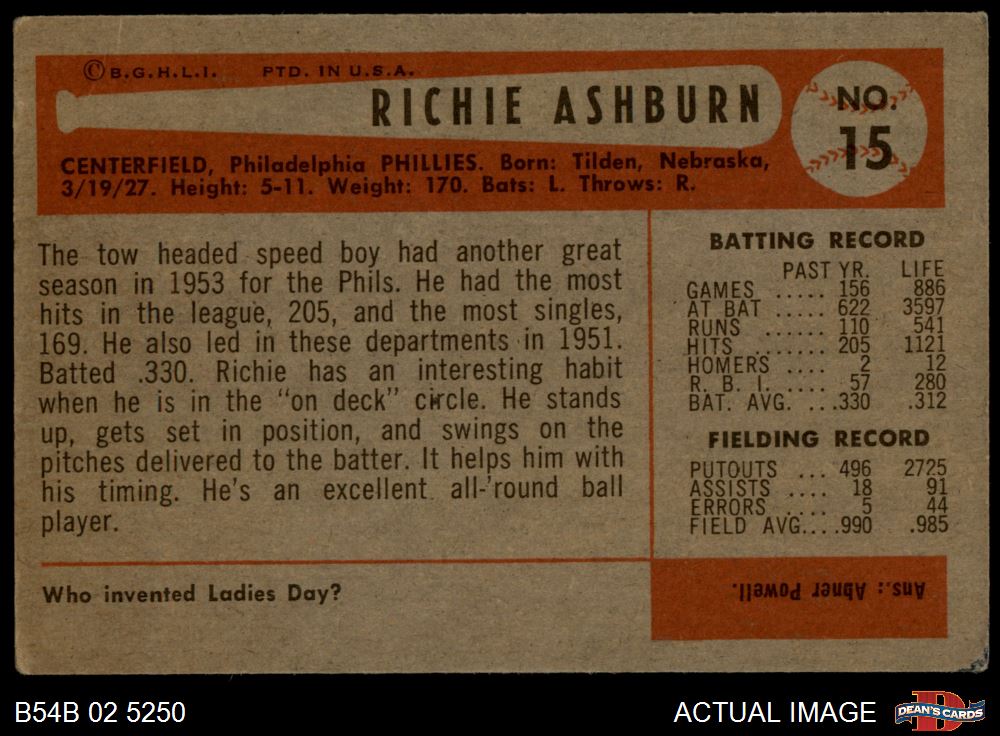 © B.G.H.L.I. PTD. IN U.S.A.
RICHIE ASHBURN
NO.
15
CENTERFIELD, Philadelphia PHILLIES. Born: Tilden, Nebraska,
3/19/27. Height: 5-11. Weight: 170. Bats: L. Throws: R.
The tow headed speed boy had another great
season in 1953 for the Phils. He had the most
hits in the league, 205, and the most singles,
169. He also led in these departments in 1951.
Batted .330. Richie has an interesting habit
when he is in the "on deck" circle. He stands
up, gets set in position, and swings on the
pitches delivered to the batter. It helps him with
his timing. He's an excellent all-'round ball
player.
Who invented Ladies Day?
BATTING RECORD
PAST YR. LIFE
GAMES ..... 156 886
AT BAT ..... 622 3597
RUNS ...... 110 541
HITS ...... 205 1121
HOMERS .... 2 12
R. B. I. .... 57 280
BAT. AVG. ...330 .312
FIELDING RECORD
PUTOUTS ... 496 2725
ASSISTS .... 18 91
ERRORS .... 5 44
FIELD AVG....990 .985
Ans.: Abner Powell.
B54B 02 5250
ACTUAL IMAGE
DEAN'S CARDS